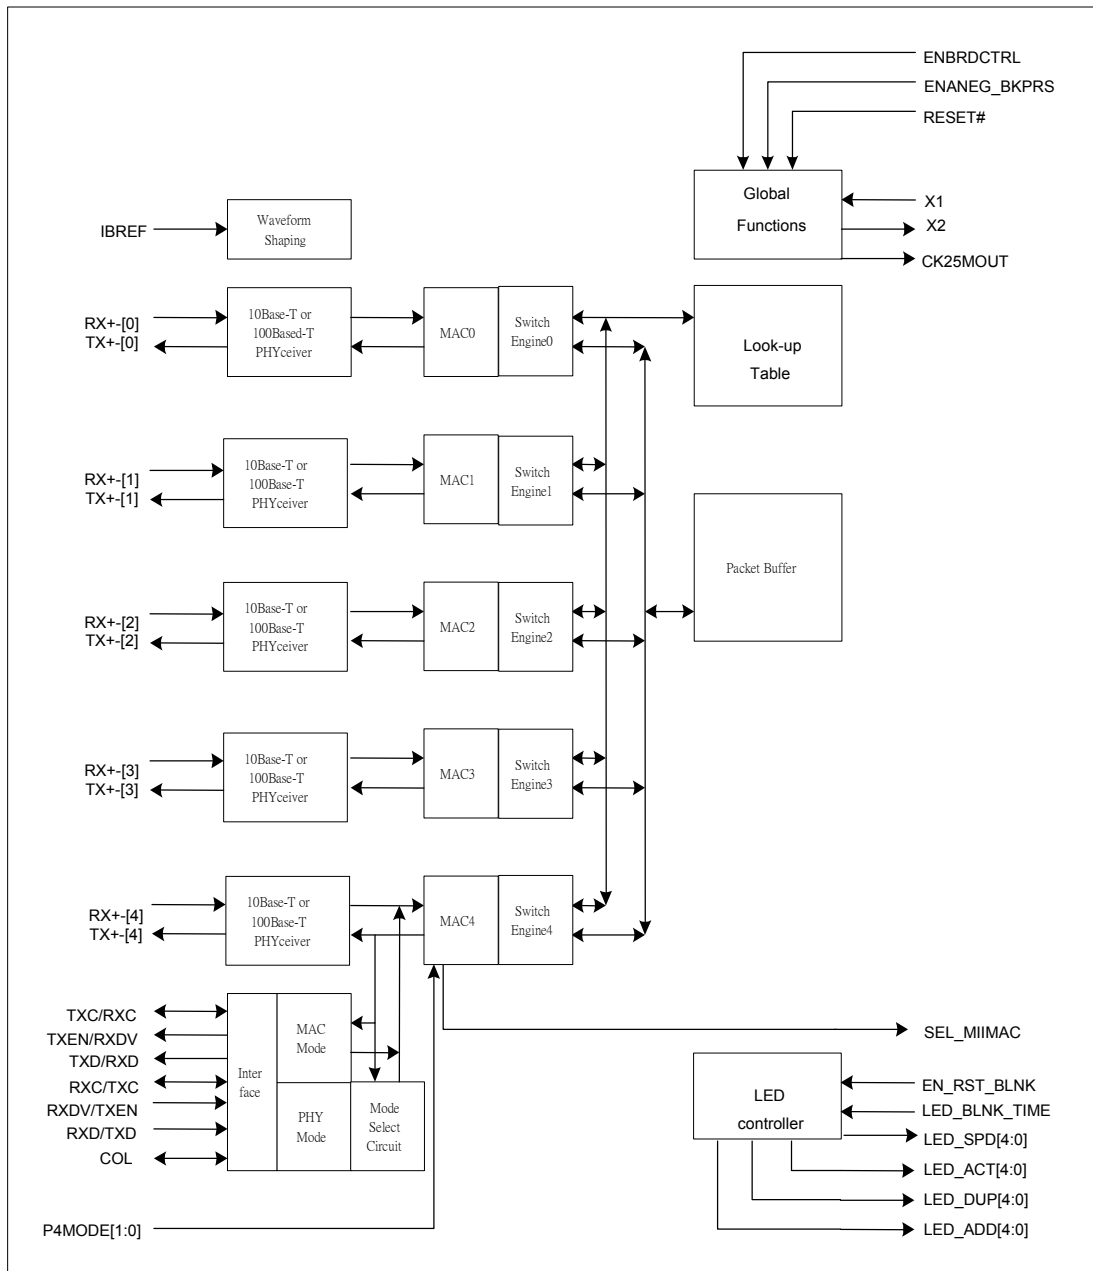 ENBRDCTRL
ENANEG_BKPRS
RESET#
Global
Functions
X1
X2
CK25MOUT
IBREF
Waveform
Shaping
RX+-[0]
TX+-[0]
10Base-T or
100Based-T
PHYceiver
MAC0
Switch
Engine0
Look-up
Table
RX+-[1]
TX+-[1]
10Base-T or
100Base-T
PHYceiver
MAC1
Switch
Engine1
Packet Buffer
RX+-[2]
TX+-[2]
10Base-T or
100Base-T
PHYceiver
MAC2
Switch
Engine2
RX+-[3]
TX+-[3]
10Base-T or
100Base-T
PHYceiver
MAC3
Switch
Engine3
RX+-[4]
TX+-[4]
10Base-T or
100Base-T
PHYceiver
MAC4
Switch
Engine4
TXC/RXC
TXEN/RXDV
TXD/RXD
RXC/TXC
RXDV/TXEN
RXD/TXD
COL
Inter
face
MAC
Mode
PHY
Mode
Mode
Select
Circuit
SEL_MIIMAC
LED
controller
EN_RST_BLNK
LED_BLNK_TIME
LED_SPD[4:0]
LED_ACT[4:0]
LED_DUP[4:0]
LED_ADD[4:0]
P4MODE[1:0]